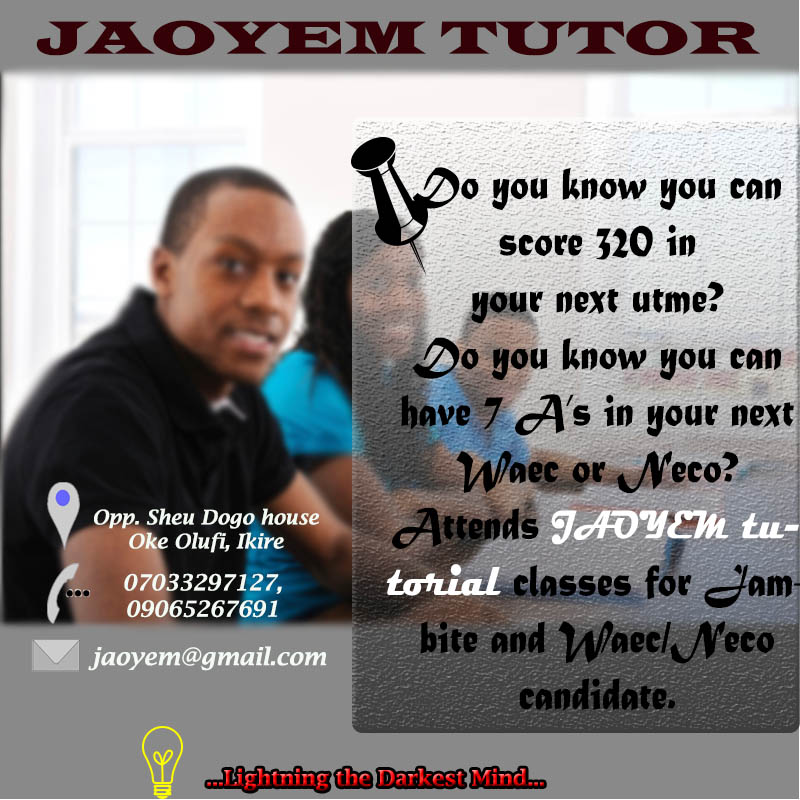 JAOYEM TUTOR
Do you know you can
score 320 in
your next utme?
Do you know you can
have 7 A's in your next
Waec or Neco?
Attends JAOYEM tu-
torial classes for Jam-
bite and Waec/Neco
candidate.
Opp. Sheu Dogo house
Oke Olufi, Ikire
07033297127,
09065267691
jaoyem@gmail.com
...Lightning the Darkest Mind...